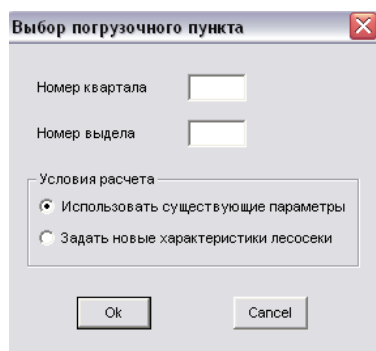 Выбор погрузочного пункта
Номер квартала
Номер выдела
Условия расчета
Использовать существующие параметры
Задать новые характеристики лесосеки
Ok
Cancel